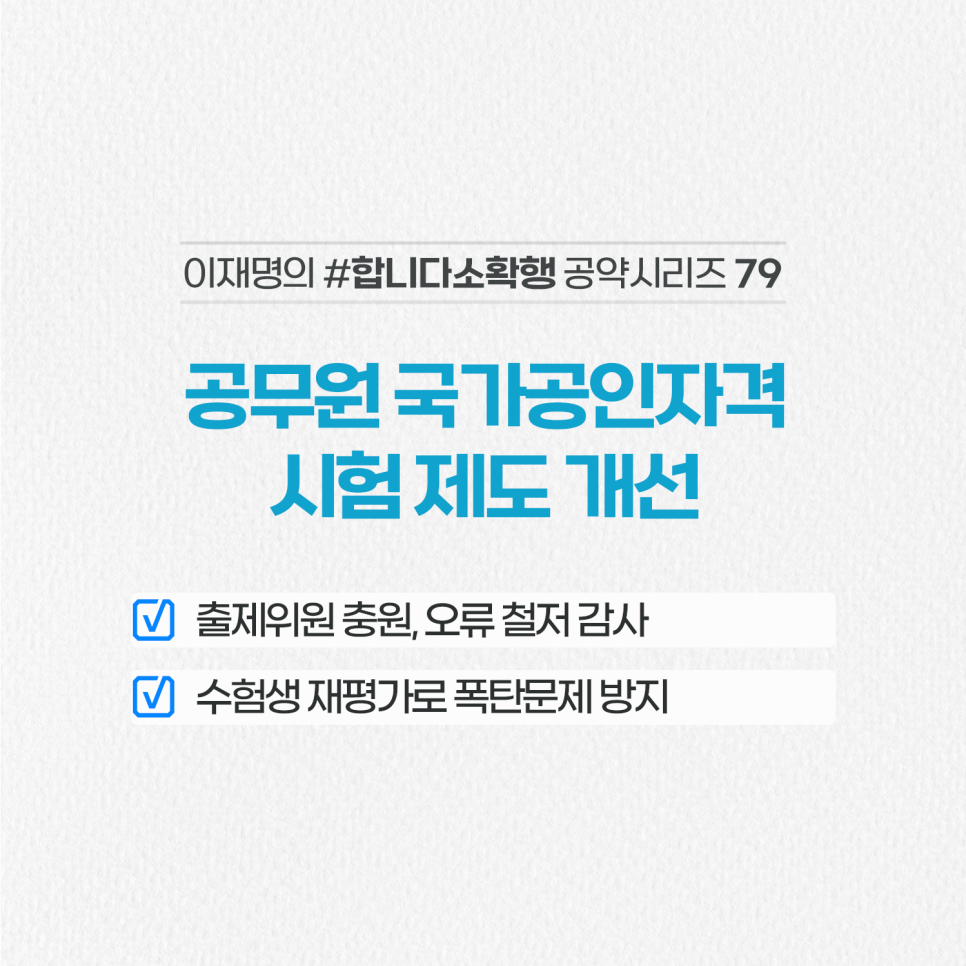 이재명의 #합니다소확행 공약시리즈 79
공무원 국가공인자격
시험 제도 개선
출제위원 충원, 오류 철저 감사
수험생 재평가로 폭탄문제 방지